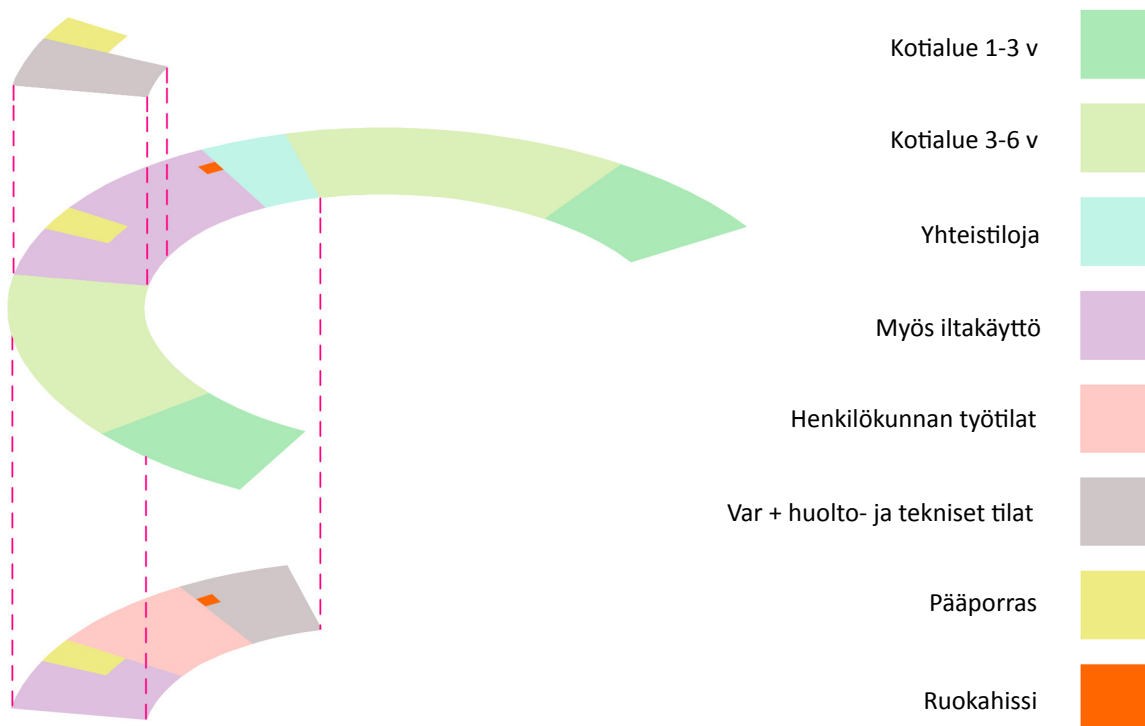 Kotialue 1-3 v
Kotialue 3-6 v
Yhteistiloja
Myös iltakäyttö
Henkilökunnan työtilat
Var + huolto- ja tekniset tilat
Pääporras
Ruokahissi